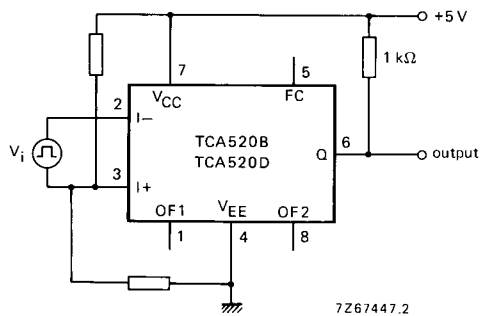 +5 V
7
5
1 kΩ
VCC
FC
2
I−
Vi
TCA520B
TCA520D
Q
6
output
3
I+
OF1
VEE
OF2
1
4
8
7Z67447.2